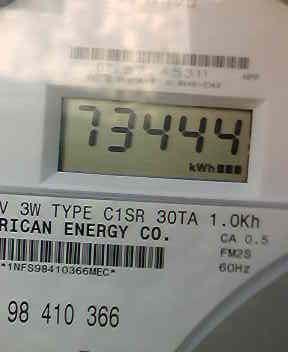 73444
kWh
V 3W TYPE C1SR 30TA 1.0Kh
RICAN ENERGY CO.
CA 0.5
FM2S
60Hz
*1NFS98410366MEC*
98 410 366